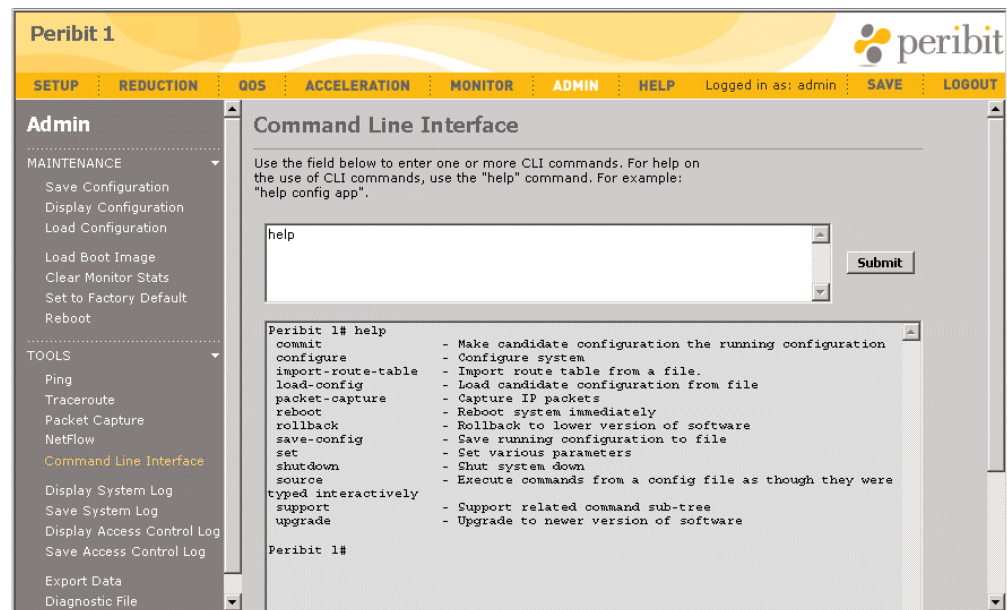 Peribit 1
peribit
SETUP REDUCTION QOS ACCELERATION MONITOR ADMIN HELP Logged in as: admin SAVE LOGOUT
Admin
MAINTENANCE
Save Configuration
Display Configuration
Load Configuration
Load Boot Image
Clear Monitor Stats
Set to Factory Default
Reboot
TOOLS
Ping
Traceroute
Packet Capture
NetFlow
Command Line Interface
Display System Log
Save System Log
Display Access Control Log
Save Access Control Log
Export Data
Diagnostic File
Command Line Interface
Use the field below to enter one or more CLI commands. For help on
the use of CLI commands, use the "help" command. For example:
"help config app".
help
Submit
Peribit 1# help
commit - Make candidate configuration the running configuration
configure - Configure system
import-route-table - Import route table from a file.
load-config - Load candidate configuration from file
packet-capture - Capture IP packets
reboot - Reboot system immediately
rollback - Rollback to lower version of software
save-config - Save running configuration to file
set - Set various parameters
shutdown - Shut system down
source - Execute commands from a config file as though they were
typed interactively
support - Support related command sub-tree
upgrade - Upgrade to newer version of software
Peribit 1#